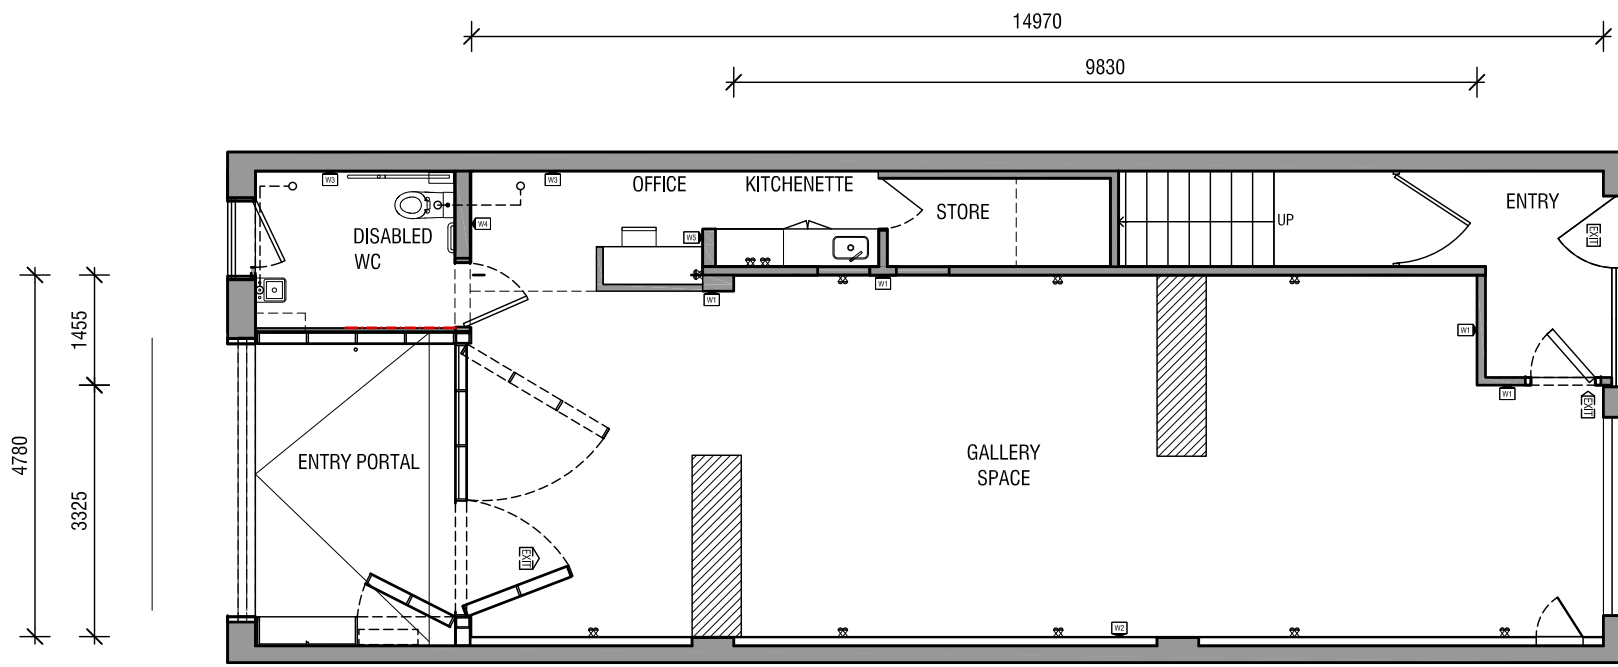 14970
9830
W3
W3
OFFICE
KITCHENETTE
DISABLED
WC
W4
W5
STORE
UP
ENTRY
EXIT
W1
W1
W1
W1
EXIT
1455
4780
3325
ENTRY PORTAL
GALLERY
SPACE
EXIT
W2